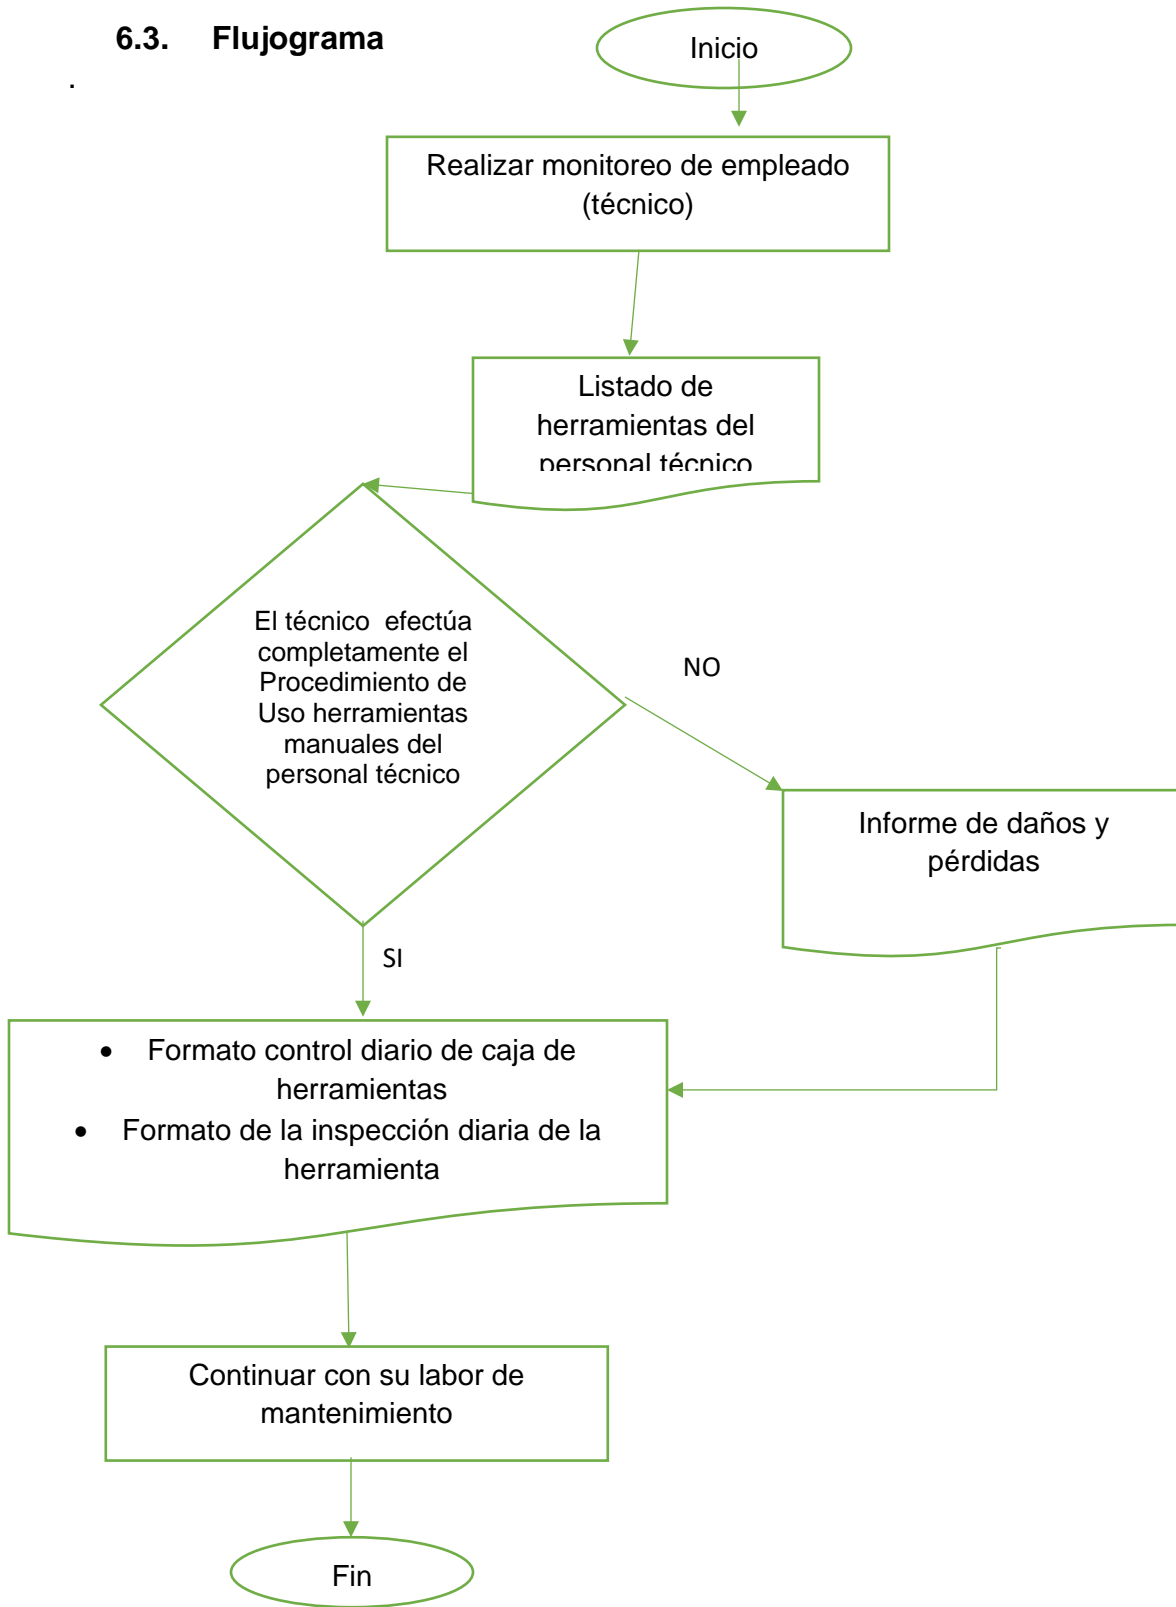 6.3. Flujograma
.
Inicio
Realizar monitoreo de empleado
(técnico)
Listado de
herramientas del
personal técnico
El técnico  efectúa
completamente el
Procedimiento de
Uso herramientas
manuales del
personal técnico
NO
Informe de daños y
pérdidas
SI
• Formato control diario de caja de
herramientas
• Formato de la inspección diaria de la
herramienta
Continuar con su labor de
mantenimiento
Fin